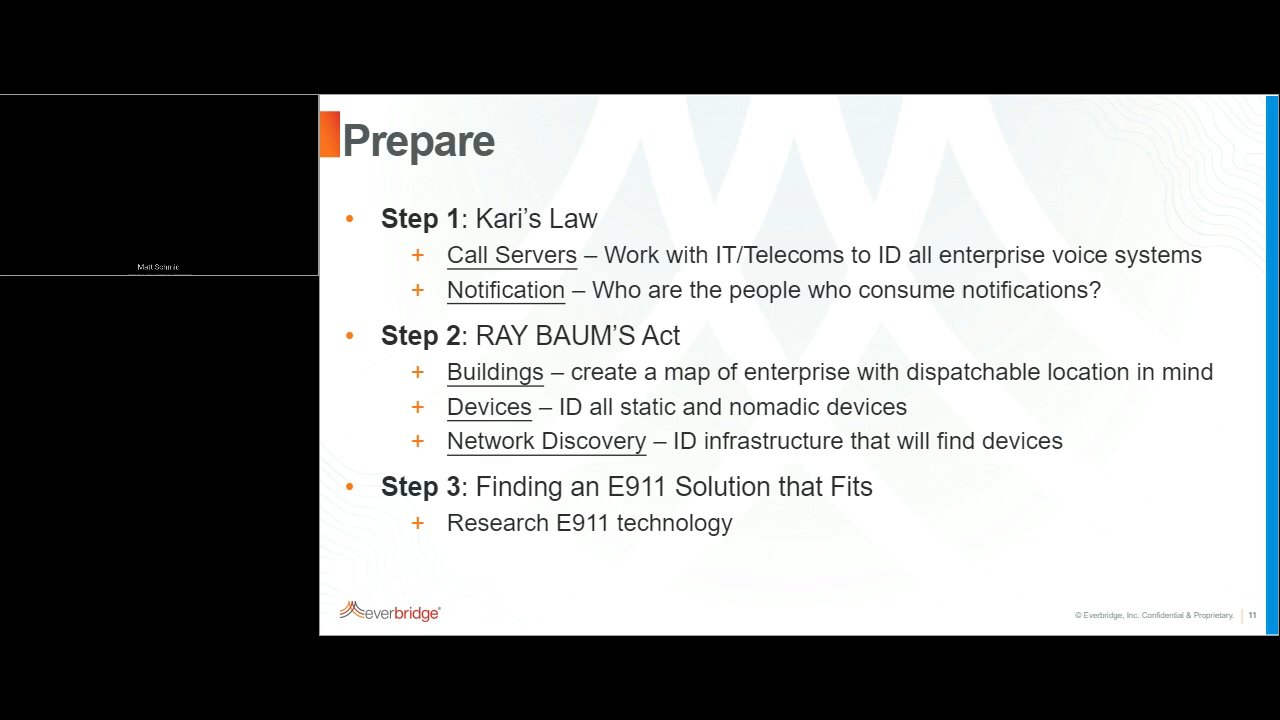 Prepare
• Step 1: Kari’s Law
+ Call Servers – Work with IT/Telecoms to ID all enterprise voice systems
+ Notification – Who are the people who consume notifications?
• Step 2: RAY BAUM’S Act
+ Buildings – create a map of enterprise with dispatchable location in mind
+ Devices – ID all static and nomadic devices
+ Network Discovery – ID infrastructure that will find devices
• Step 3: Finding an E911 Solution that Fits
+ Research E911 technology
Matt Schmid
everbridge®
© Everbridge, Inc. Confidential & Proprietary. 11